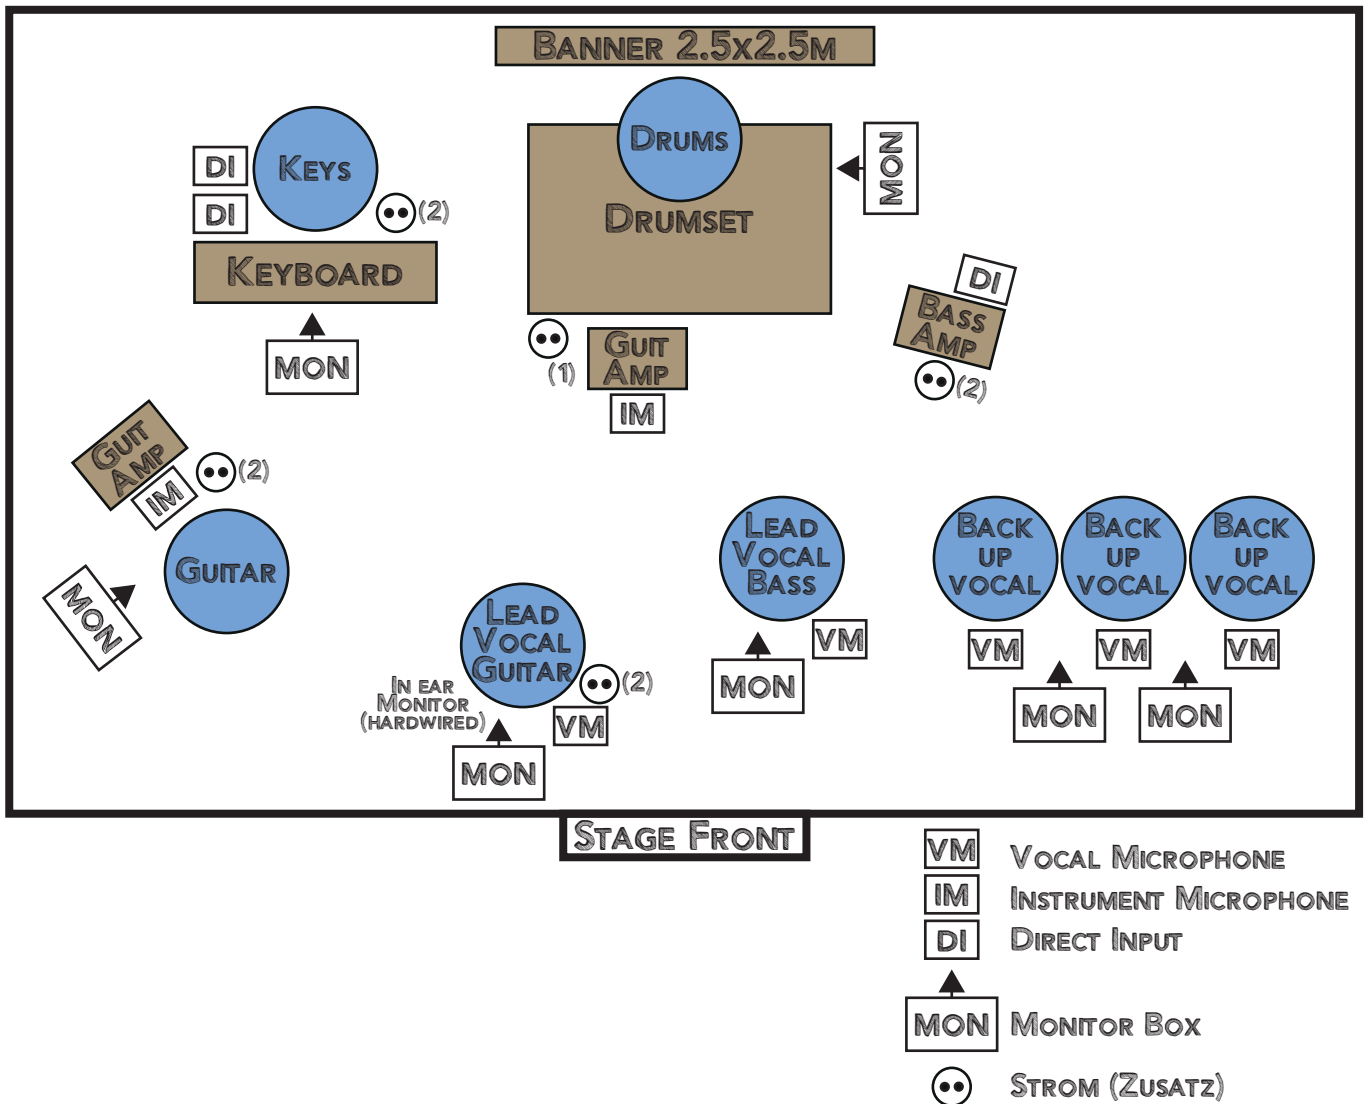 BANNER 2.5X2.5M
DRUMS
DRUMSET
MON
KEYS
DI
DI
(2)
KEYBOARD
MON
DI
BASS
AMP
(2)
(1)
GUIT
AMP
IM
GUIT
AMP
IM
(2)
GUITAR
MON
LEAD
VOCAL
GUITAR
(2)
IN EAR
MONITOR
(HARDWIRED)
VM
MON
LEAD
VOCAL
BASS
VM
MON
BACK
UP
VOCAL
BACK
UP
VOCAL
BACK
UP
VOCAL
VM
VM
VM
MON
MON
STAGE FRONT
VM VOCAL MICROPHONE
IM INSTRUMENT MICROPHONE
DI DIRECT INPUT
MON MONITOR BOX
STROM (ZUSATZ)